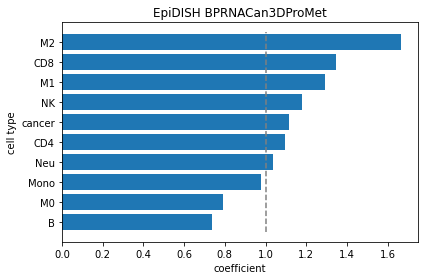 EpiDISH BPRNACan3DProMet
cell type
M2
CD8
M1
NK
cancer
CD4
Neu
Mono
M0
B
0.0 0.2 0.4 0.6 0.8 1.0 1.2 1.4 1.6
coefficient